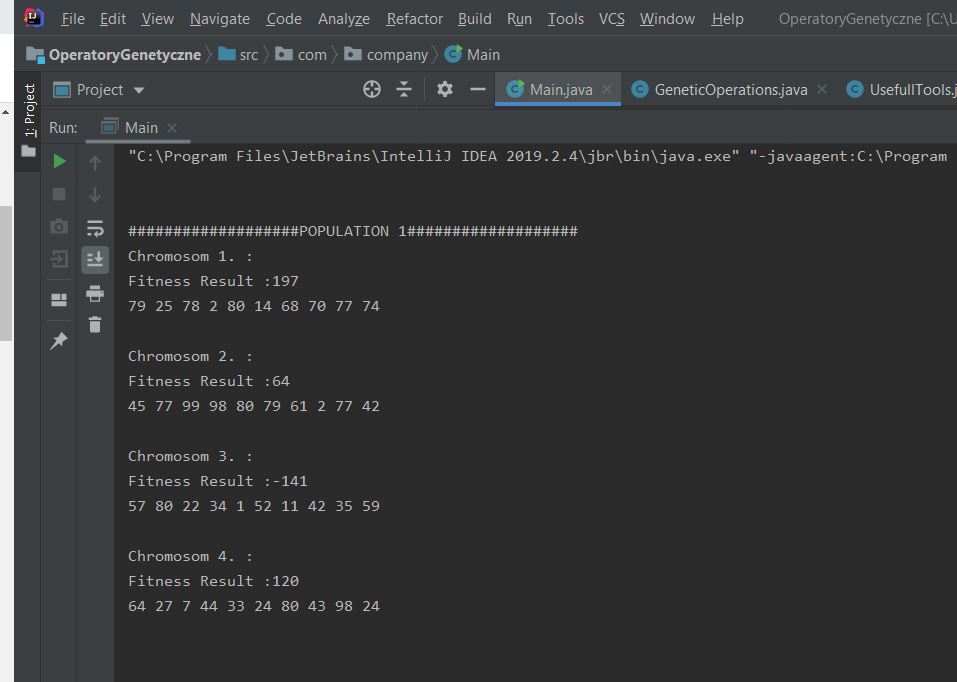 File Edit View Navigate Code Analyze Refactor Build Run Tools VCS Window Help OperatoryGenetyczne [C:\U
OperatoryGenetyczne src com company Main
1: Project
Project Main.java GeneticOperations.java UsefullTools.j
Run: Main
"C:\Program Files\JetBrains\IntelliJ IDEA 2019.2.4\jbr\bin\java.exe" "-javaagent:C:\Program
###################POPULATION 1###################
Chromosom 1. :
Fitness Result :197
79 25 78 2 80 14 68 70 77 74
Chromosom 2. :
Fitness Result :64
45 77 99 98 80 79 61 2 77 42
Chromosom 3. :
Fitness Result :-141
57 80 22 34 1 52 11 42 35 59
Chromosom 4. :
Fitness Result :120
64 27 7 44 33 24 80 43 98 24